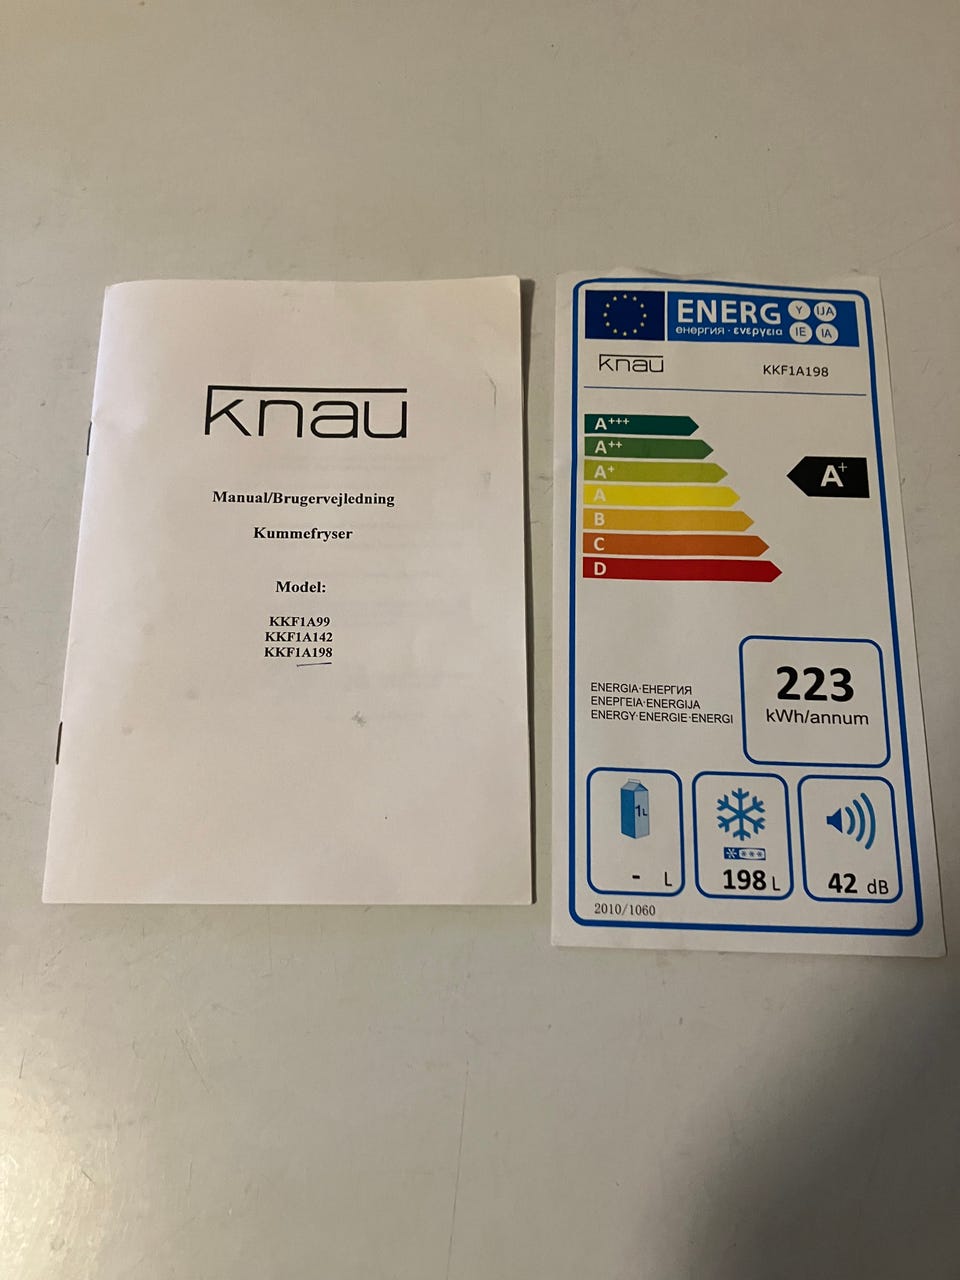 knau
Manual/Brugervejledning
Kummefryser
Model:
KKF1A99
KKF1A142
KKF1A198
ENERG Y IJA
енергия · ενεργεια IE IA
knau KKF1A198
A+++
A++
A+
A
B
C
D
A+
ENERGIA·ЕНЕРГИЯ
ΕΝΕΡΓΕΙΑ·ENERGIJA
ENERGY·ENERGIE·ENERGI
223
kWh/annum
1L
- L
198 L
42 dB
2010/1060